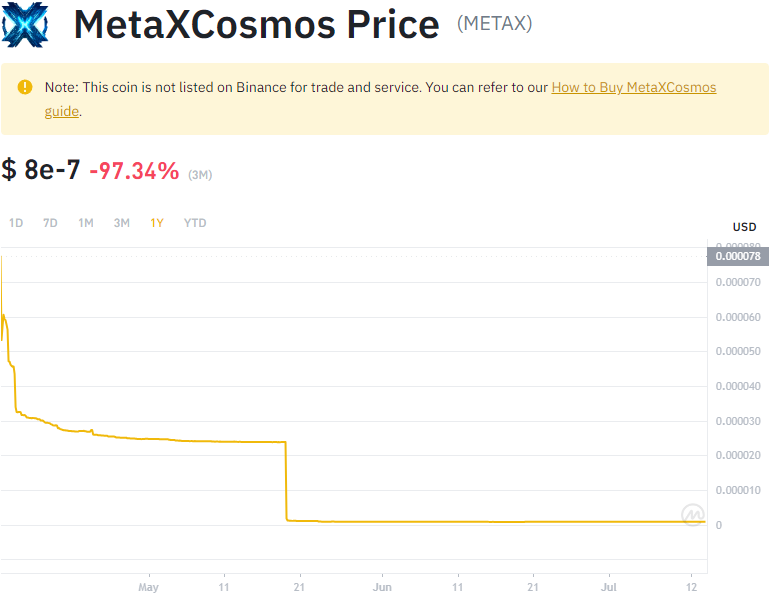 MetaXCosmos Price (METAX)
Note: This coin is not listed on Binance for trade and service. You can refer to our How to Buy MetaXCosmos
guide.
$ 8e-7 -97.34% (3M)
1D 7D 1M 3M 1Y YTD
USD
0.000080
0.000078
0.000070
0.000060
0.000050
0.000040
0.000030
0.000020
0.000010
0
May 11 21 Jun 11 21 Jul 12